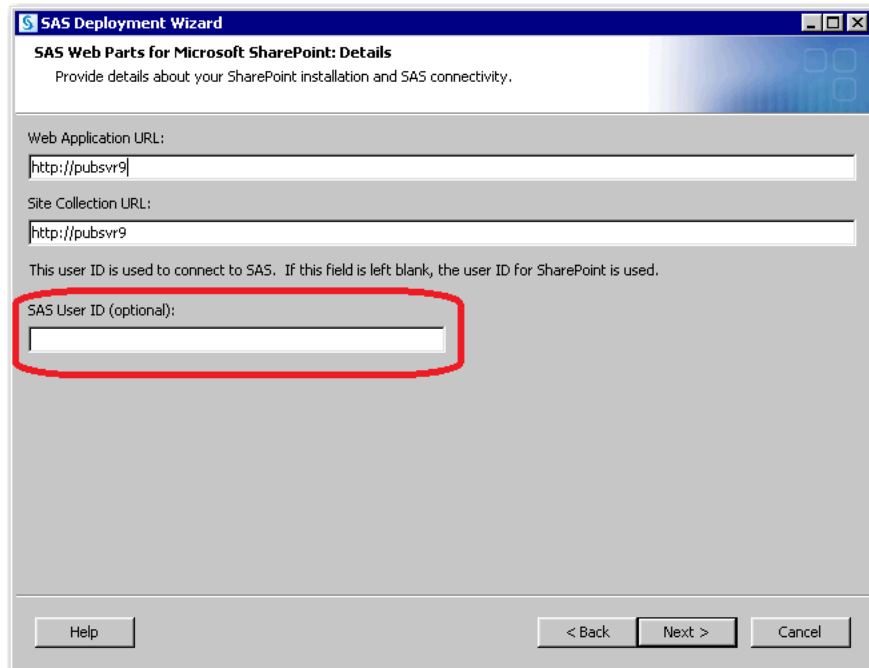 SAS Deployment Wizard
SAS Web Parts for Microsoft SharePoint: Details
Provide details about your SharePoint installation and SAS connectivity.
Web Application URL:
http://pubsvr9
Site Collection URL:
http://pubsvr9
This user ID is used to connect to SAS.  If this field is left blank, the user ID for SharePoint is used.
SAS User ID (optional):
Help
< Back
Next >
Cancel